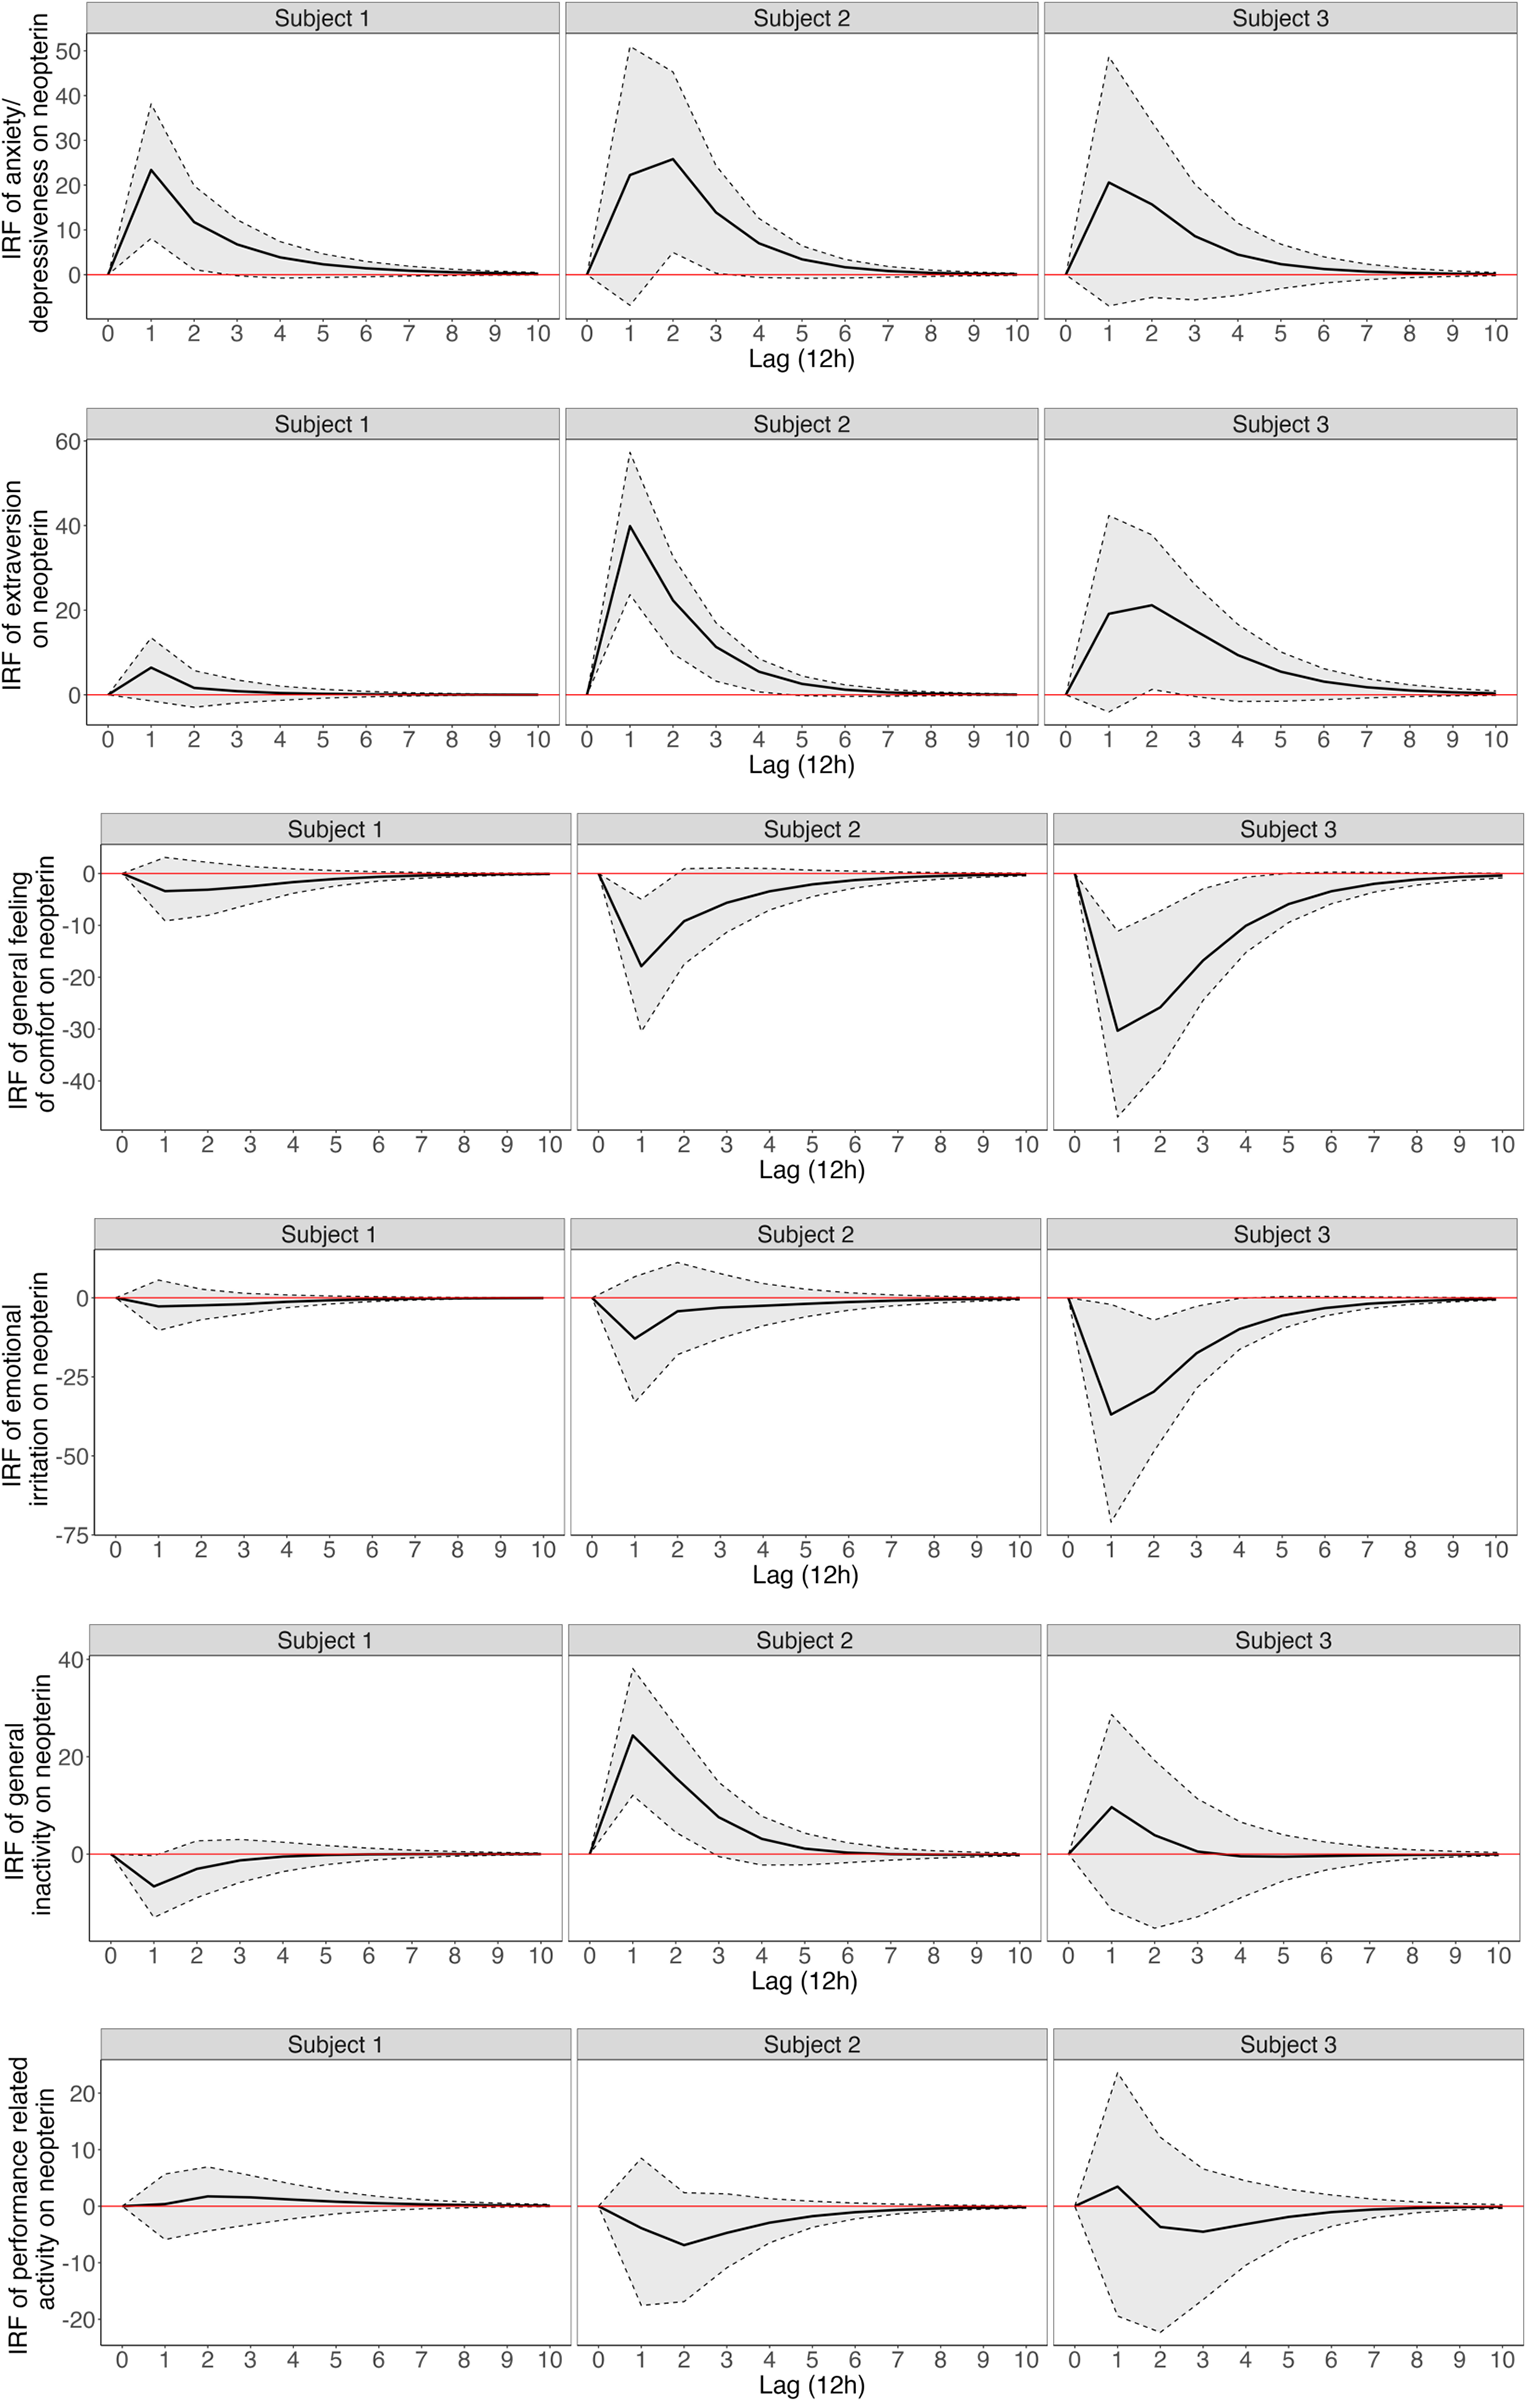 Subject 1 Subject 2 Subject 3
IRF of anxiety/
depressiveness on neopterin
50
40
30
20
10
0
0 1 2 3 4 5 6 7 8 9 10 0 1 2 3 4 5 6 7 8 9 10 0 1 2 3 4 5 6 7 8 9 10
Lag (12h)
Subject 1 Subject 2 Subject 3
IRF of extraversion
on neopterin
60
40
20
0
0 1 2 3 4 5 6 7 8 9 10 0 1 2 3 4 5 6 7 8 9 10 0 1 2 3 4 5 6 7 8 9 10
Lag (12h)
Subject 1 Subject 2 Subject 3
IRF of general feeling
of comfort on neopterin
0
-10
-20
-30
-40
0 1 2 3 4 5 6 7 8 9 10 0 1 2 3 4 5 6 7 8 9 10 0 1 2 3 4 5 6 7 8 9 10
Lag (12h)
Subject 1 Subject 2 Subject 3
IRF of emotional
irritation on neopterin
0
-25
-50
-75
0 1 2 3 4 5 6 7 8 9 10 0 1 2 3 4 5 6 7 8 9 10 0 1 2 3 4 5 6 7 8 9 10
Lag (12h)
Subject 1 Subject 2 Subject 3
IRF of general
inactivity on neopterin
40
20
0
0 1 2 3 4 5 6 7 8 9 10 0 1 2 3 4 5 6 7 8 9 10 0 1 2 3 4 5 6 7 8 9 10
Lag (12h)
Subject 1 Subject 2 Subject 3
IRF of performance related
activity on neopterin
20
10
0
-10
-20
0 1 2 3 4 5 6 7 8 9 10 0 1 2 3 4 5 6 7 8 9 10 0 1 2 3 4 5 6 7 8 9 10
Lag (12h)